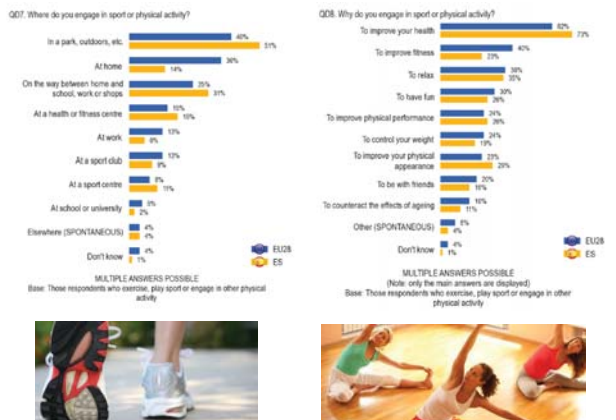 QD7. Where do you engage in sport or physical activity?
In a park, outdoors, etc.
40%
51%
At home
36%
14%
On the way between home and
school, work or shops
25%
31%
At a health or fitness centre
15%
At work
13%
At a sport club
At a sport centre
8%
11%
At school or university
5%
2%
Elsewhere (SPONTANEOUS)
4%
4%
Don't know
4%
1%
EU28
ES
MULTIPLE ANSWERS POSSIBLE
Base: Those respondents who exercise, play sport or engage in other physical
activity
QD8. Why do you engage in sport or physical activity?
To improve your health
62%
73%
To improve fitness
40%
23%
To relax
35%
To have fun
30%
26%
To improve physical performance
24%
26%
To control your weight
24%
19%
To improve your physical
appearance
23%
To be with friends
20%
16%
To counteract the effects of ageing
16%
11%
Other (SPONTANEOUS)
4%
Don't know
1%
EU28
ES
MULTIPLE ANSWERS POSSIBLE
(Note: only the main answers are displayed)
Base: Those respondents who exercise, play sport or engage in other
physical activity